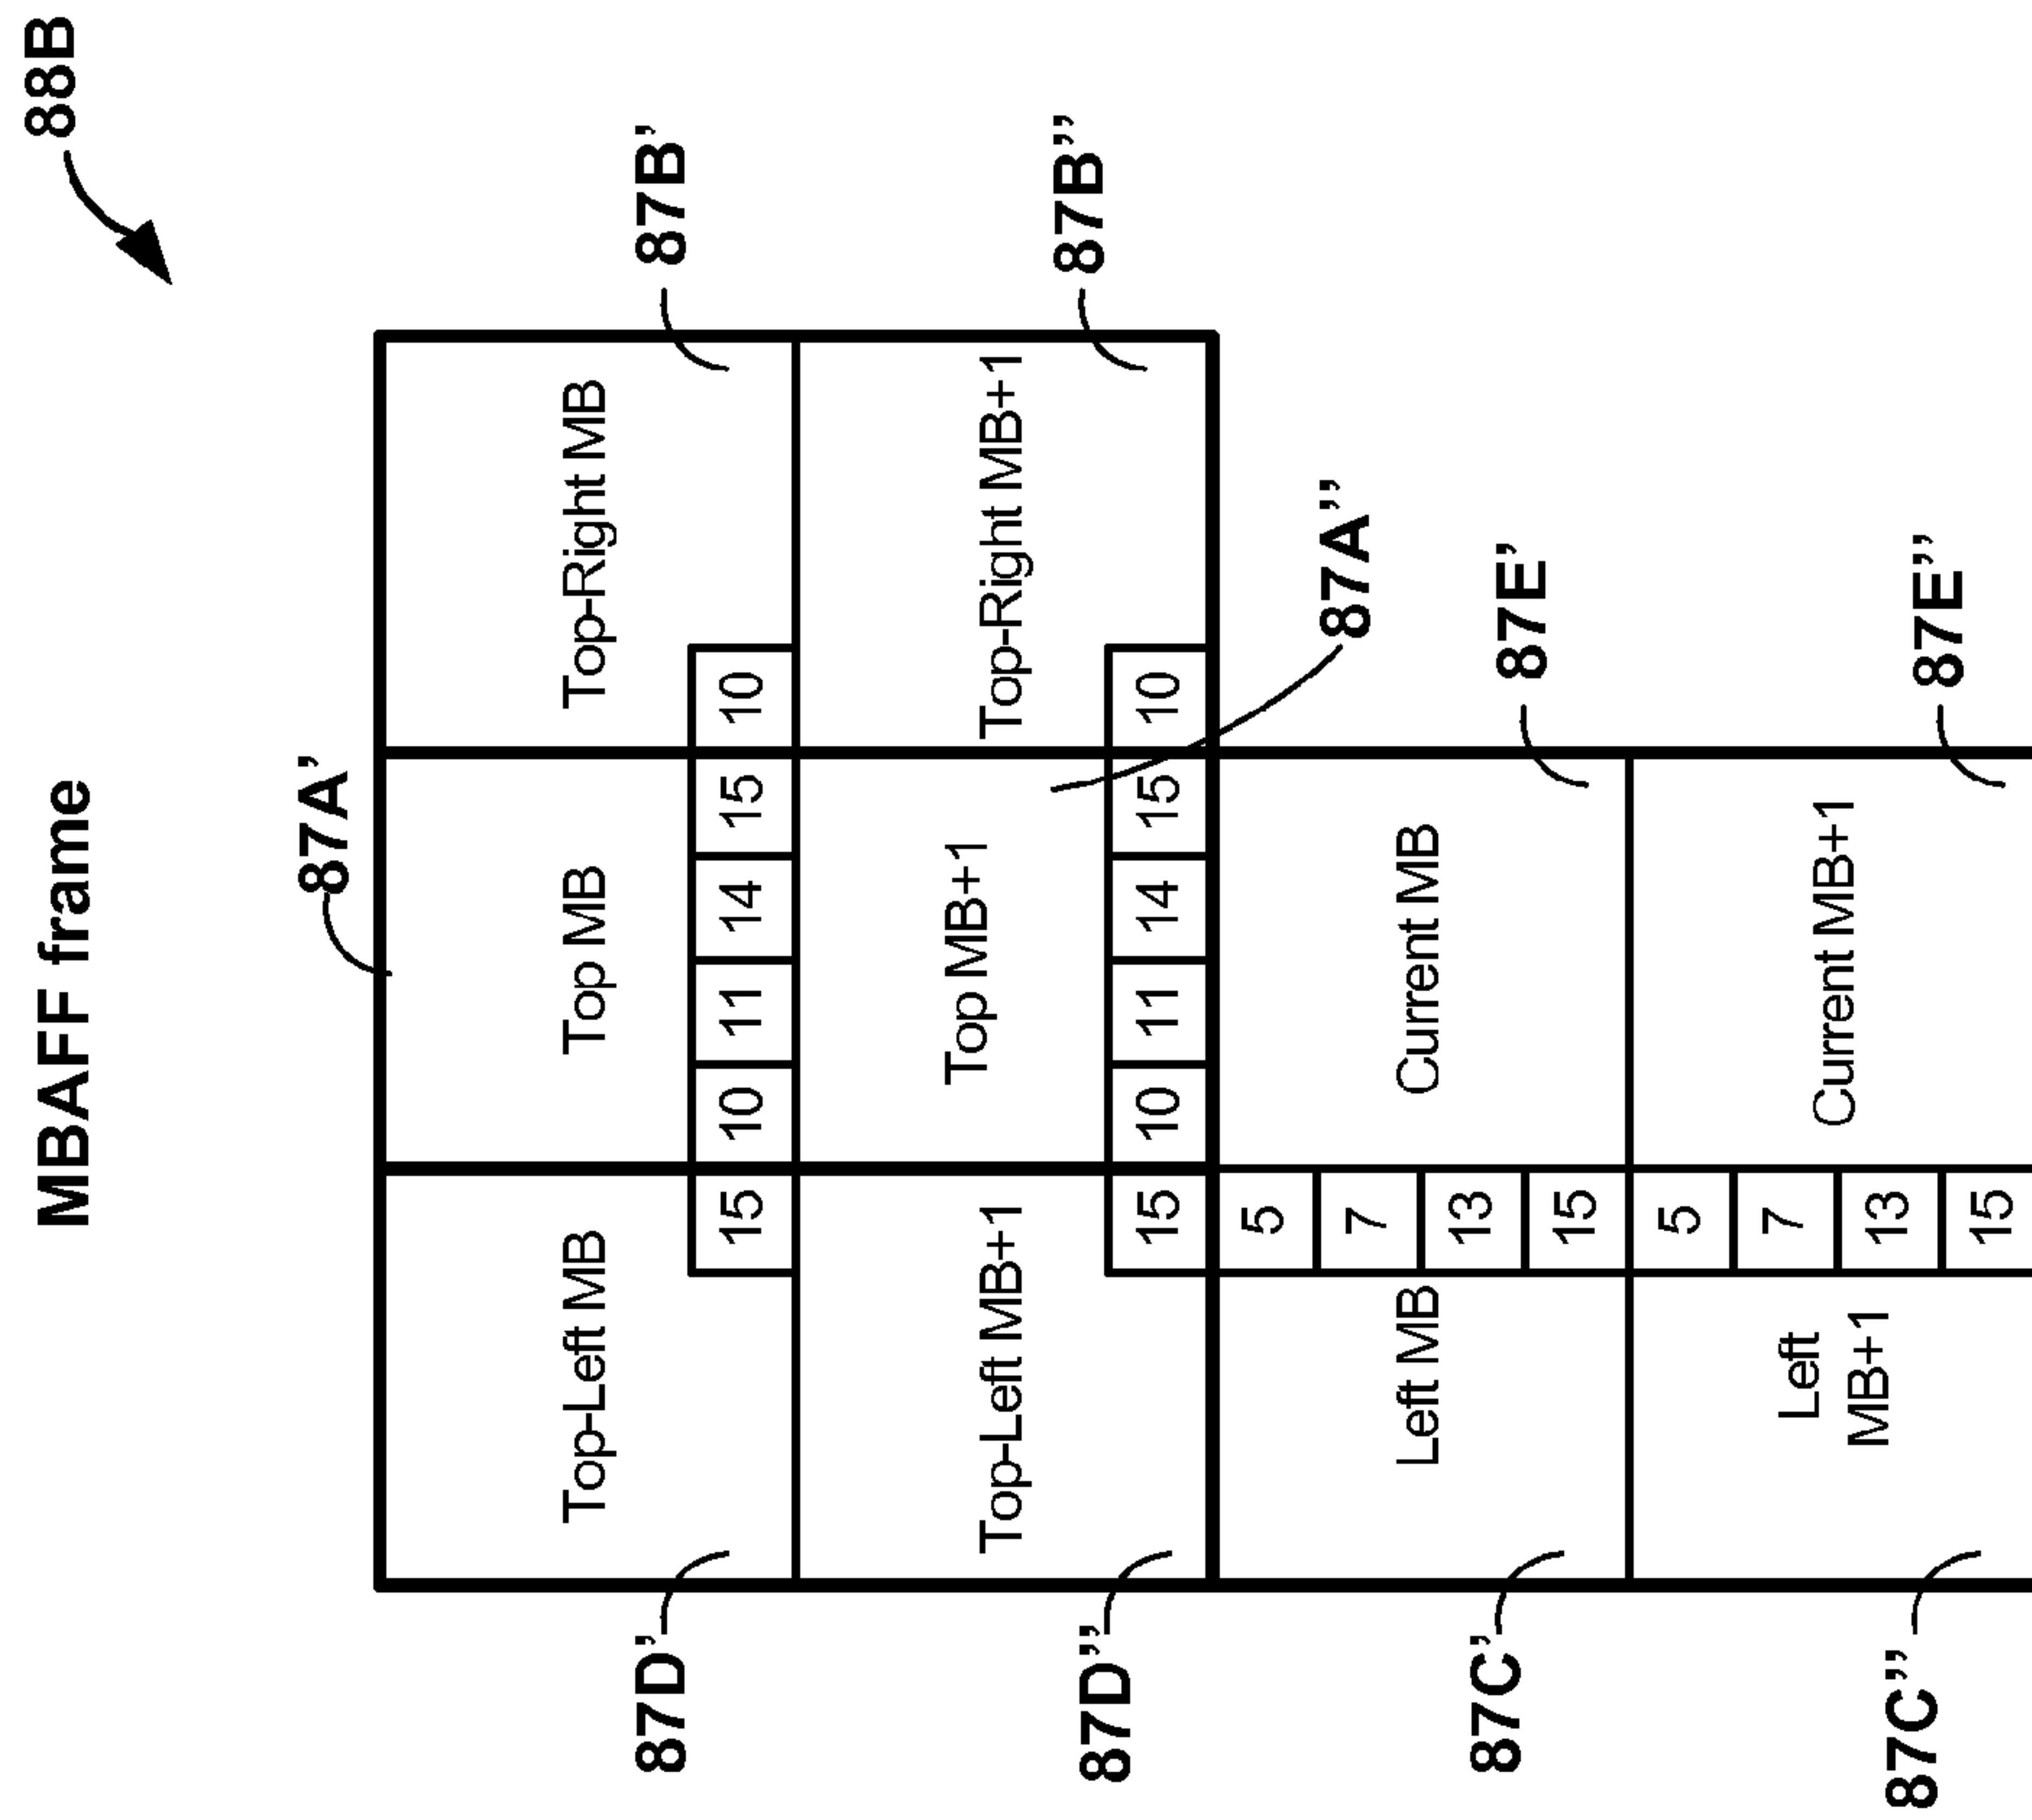 MBAFF frame
88B
87A’
87D’
Top-Left MB
Top MB
Top-Right MB
87B’
15
10
11
14
15
10
87D’’
Top-Left MB+1
Top MB+1
Top-Right MB+1
87B’’
15
10
11
14
15
10
87A’’
87C’
Left MB
5
7
13
15
Current MB
87E’
87C’’
Left
MB+1
5
7
13
15
Current MB+1
87E’’